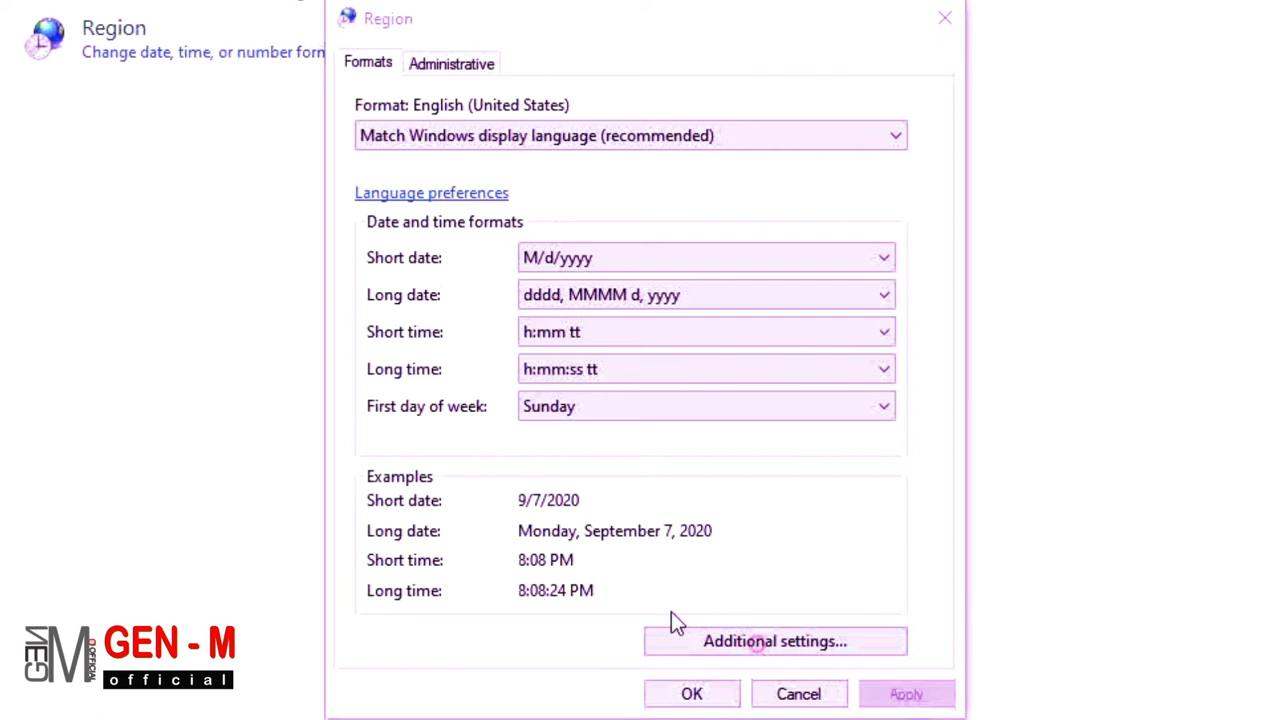 Region
Change date, time, or number form
Region
Formats
Administrative
Format: English (United States)
Match Windows display language (recommended)
Language preferences
Date and time formats
Short date: M/d/yyyy
Long date: dddd, MMMM d, yyyy
Short time: h:mm tt
Long time: h:mm:ss tt
First day of week: Sunday
Examples
Short date: 9/7/2020
Long date: Monday, September 7, 2020
Short time: 8:08 PM
Long time: 8:08:24 PM
Additional settings...
OK Cancel Apply
GEN - M
official